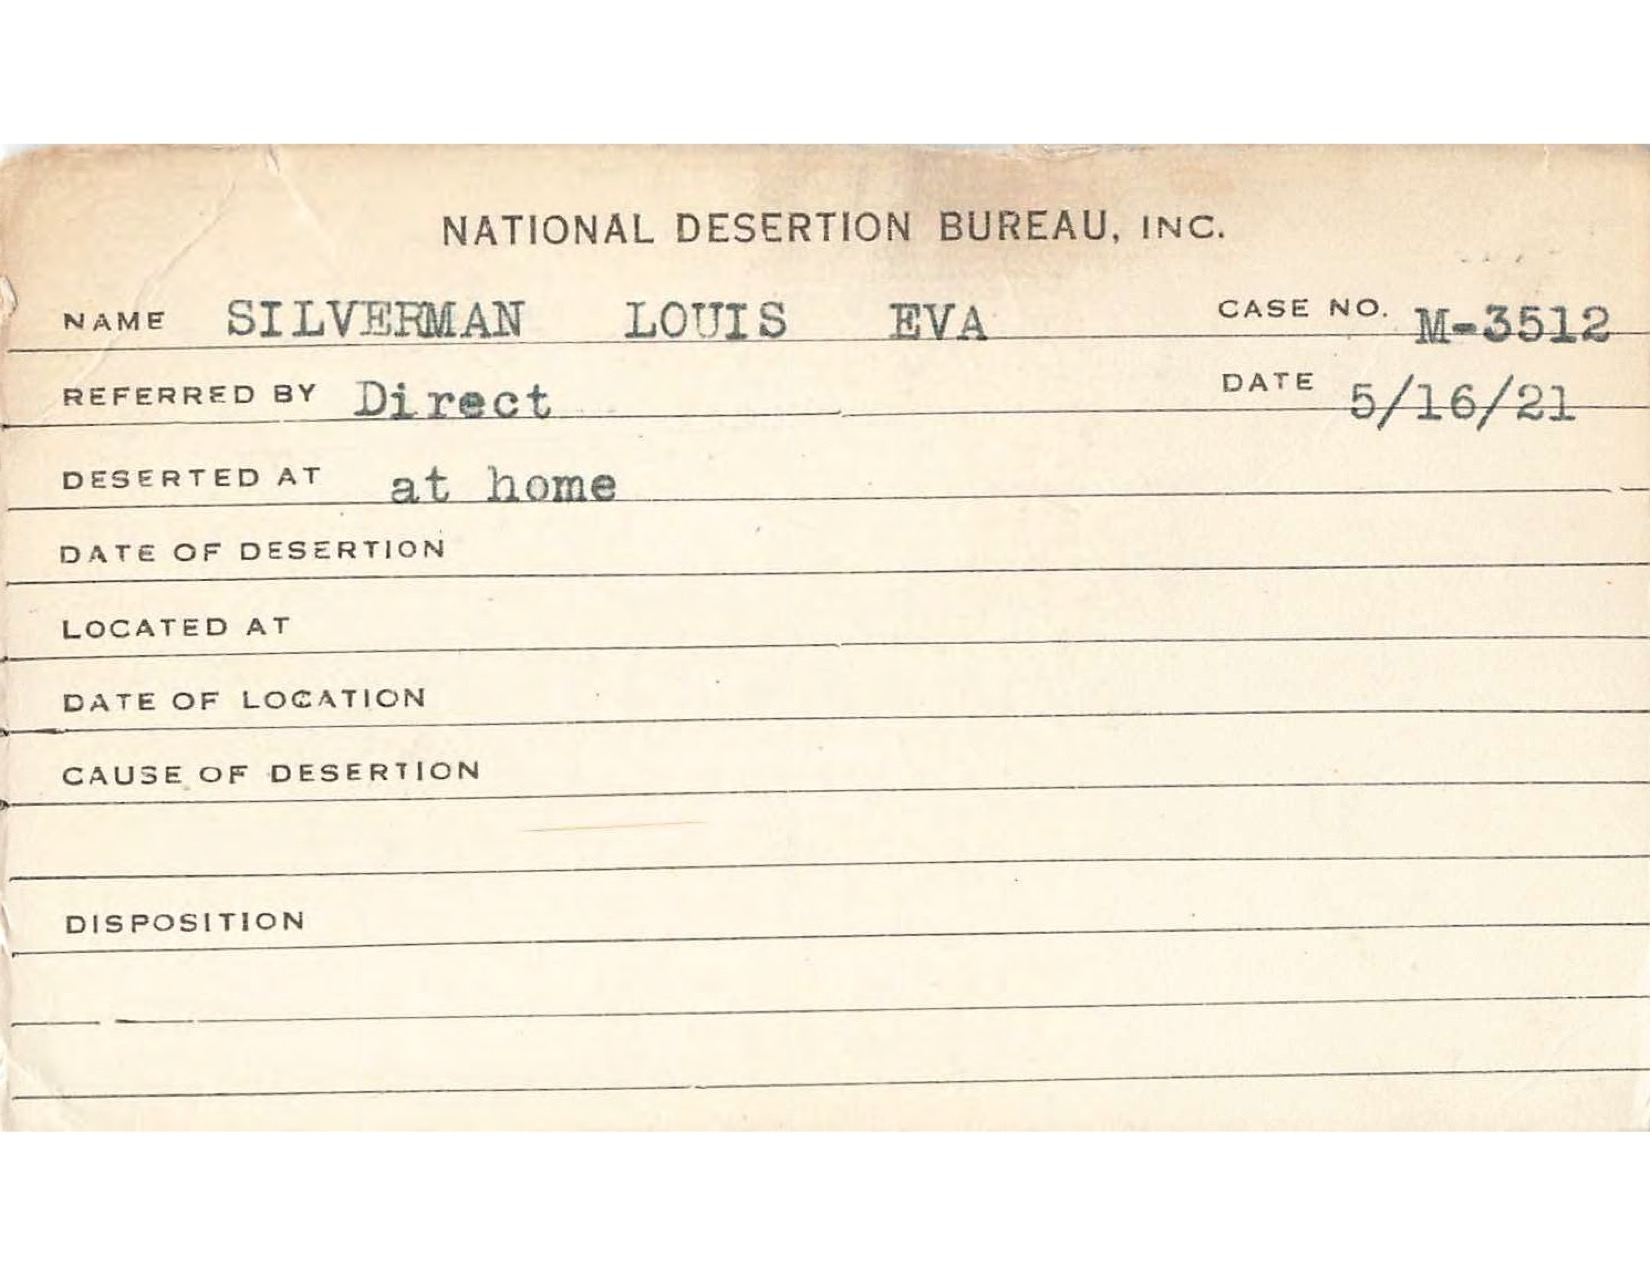 NATIONAL DESERTION BUREAU, INC.
NAME SILVERMAN LOUIS EVA CASE NO. M-3512
REFERRED BY Direct DATE 5/16/21
DESERTED AT at home
DATE OF DESERTION
LOCATED AT
DATE OF LOCATION
CAUSE OF DESERTION
DISPOSITION